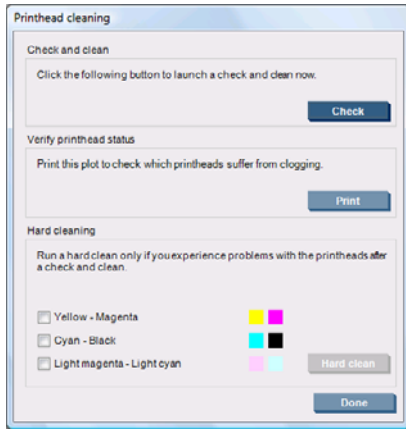 Printhead cleaning
Check and clean
Click the following button to launch a check and clean now.
Check
Verify printhead status
Print this plot to check which printheads suffer from clogging.
Print
Hard cleaning
Run a hard clean only if you experience problems with the printheads after
a check and clean.
Yellow - Magenta
Cyan - Black
Light magenta - Light cyan
Hard clean
Done